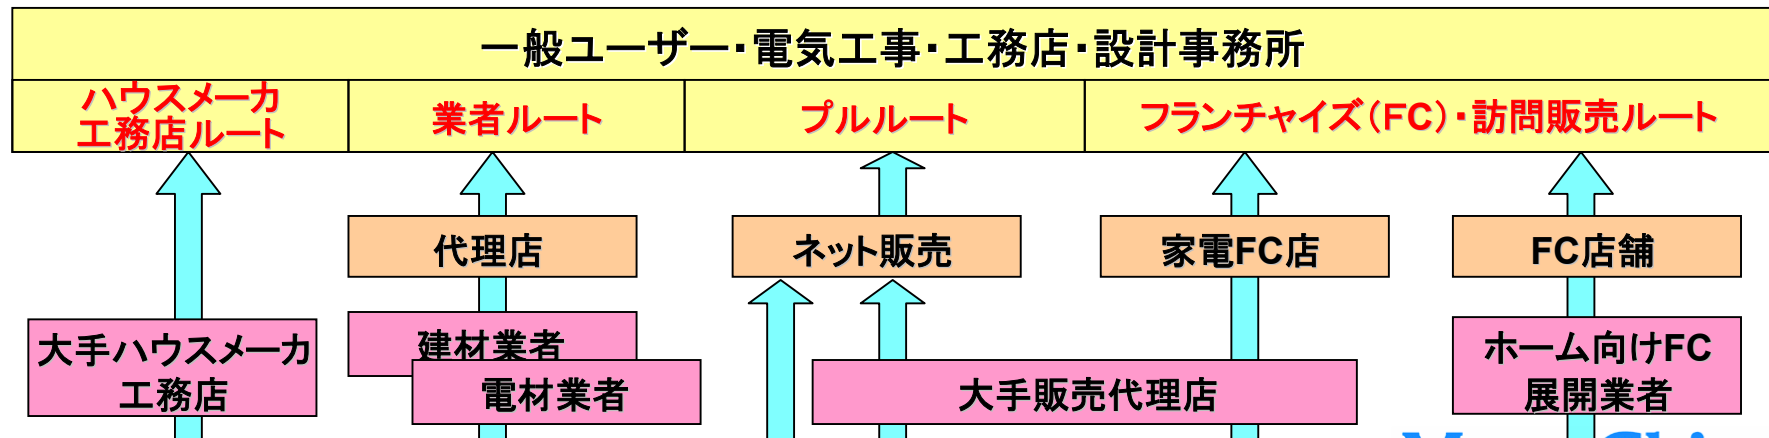 一般ユーザー・電気工事・工務店・設計事務所
ハウスメーカ
工務店ルート
業者ルート
プルルート
フランチャイズ(FC)・訪問販売ルート
代理店
ネット販売
家電FC店
FC店舗
大手ハウスメーカ
工務店
建材業者
電材業者
大手販売代理店
ホーム向けFC
展開業者